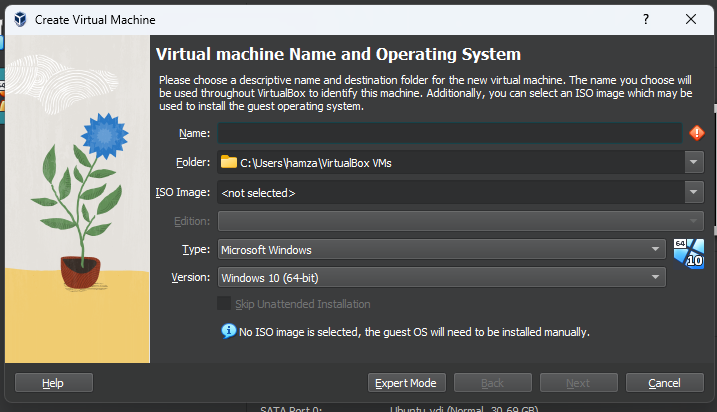 Create Virtual Machine
?
Virtual machine Name and Operating System
Please choose a descriptive name and destination folder for the new virtual machine. The name you choose will
be used throughout VirtualBox to identify this machine. Additionally, you can select an ISO image which may be
used to install the guest operating system.
Name:
Folder: C:\Users\hamza\VirtualBox VMs
ISO Image: <not selected>
Edition:
Type: Microsoft Windows
64
10
Version: Windows 10 (64-bit)
Skip Unattended Installation
No ISO image is selected, the guest OS will need to be installed manually.
Help Expert Mode Back Next Cancel
SATA Port 0: Ubuntu.vdi (Normal, 30.69 GB)